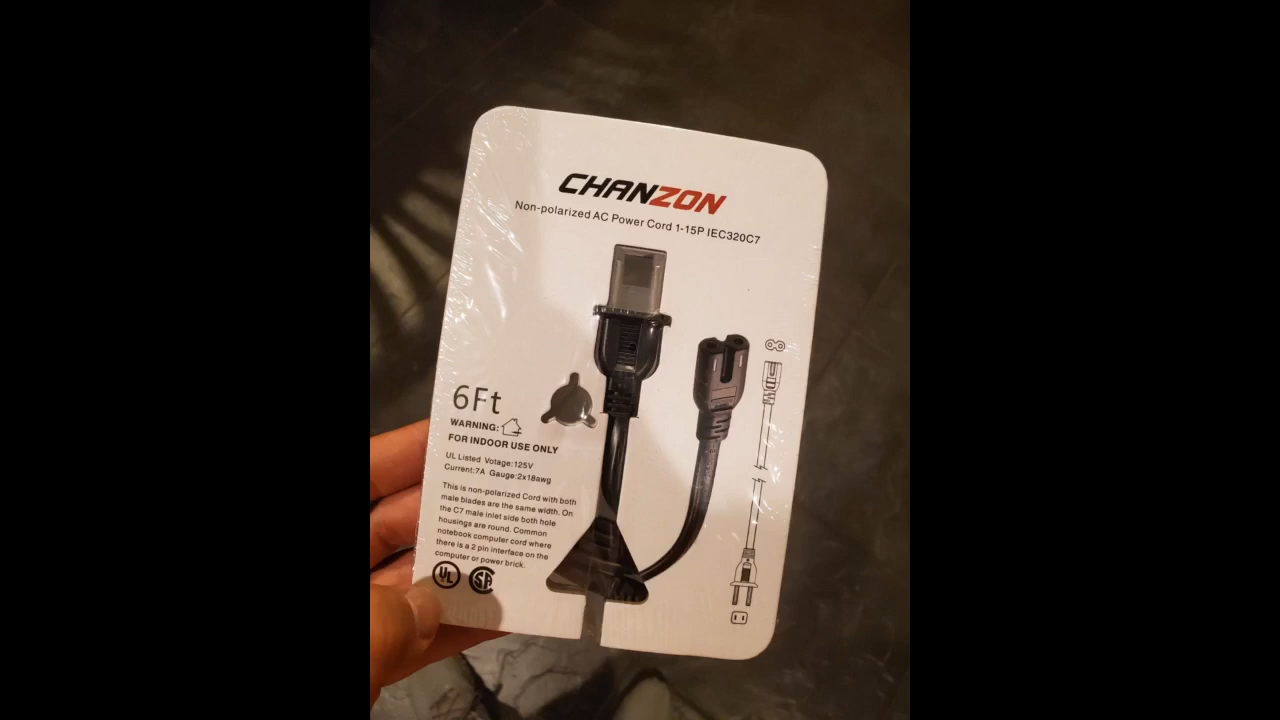 CHANZON
Non-polarized AC Power Cord 1-15P IEC320C7
6Ft
WARNING:
FOR INDOOR USE ONLY
UL Listed Votage:125V
Current:7A Gauge:2x18awg
This is non-polarized Cord with both
male blades are the same width. On
the C7 male inlet side both hole
housings are round. Common
notebook computer cord where
there is a 2 pin interface on the
computer or power brick.
UL SA